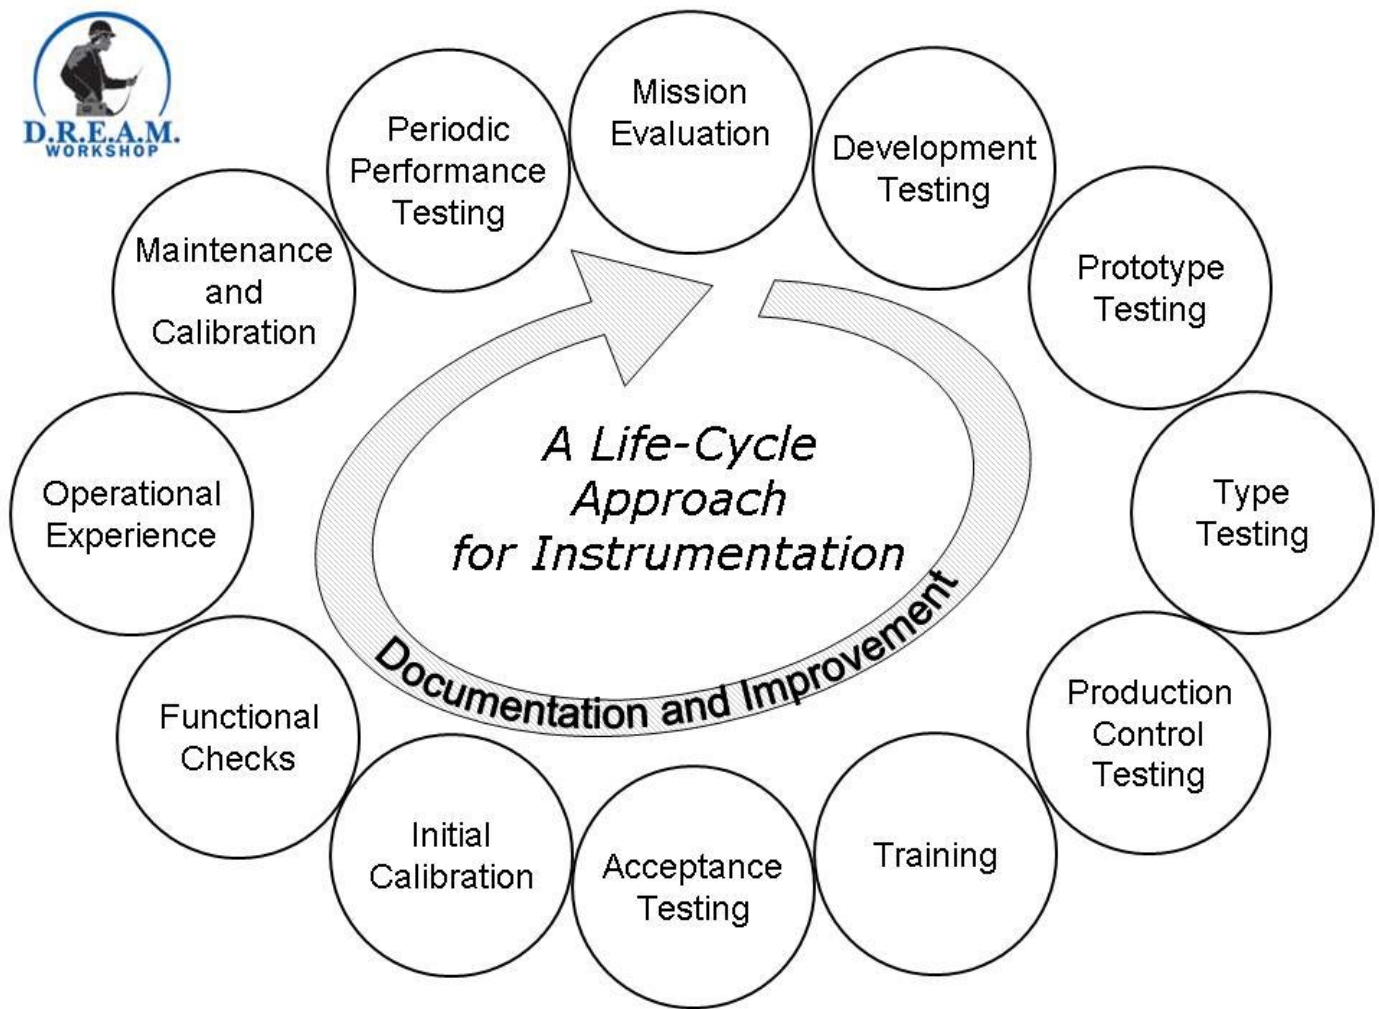 D.R.E.A.M.
WORKSHOP
Mission
Evaluation
Development
Testing
Prototype
Testing
Type
Testing
Production
Control
Testing
Training
Acceptance
Testing
Initial
Calibration
Functional
Checks
Operational
Experience
Maintenance
and
Calibration
Periodic
Performance
Testing
A Life-Cycle
Approach
for Instrumentation
Documentation and Improvement